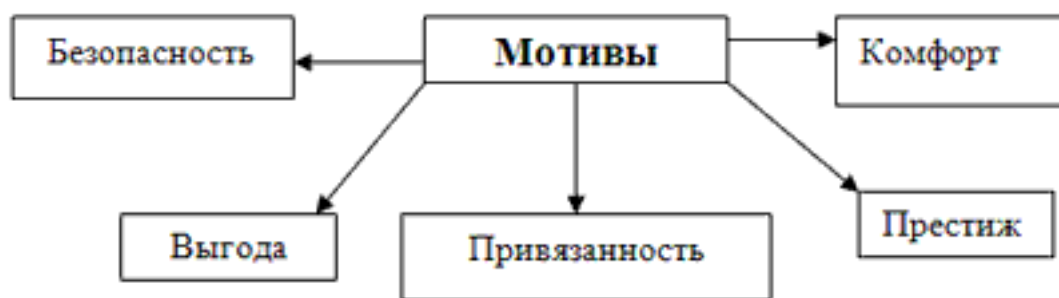 Мотивы
Безопасность
Комфорт
Выгода
Привязанность
Престиж